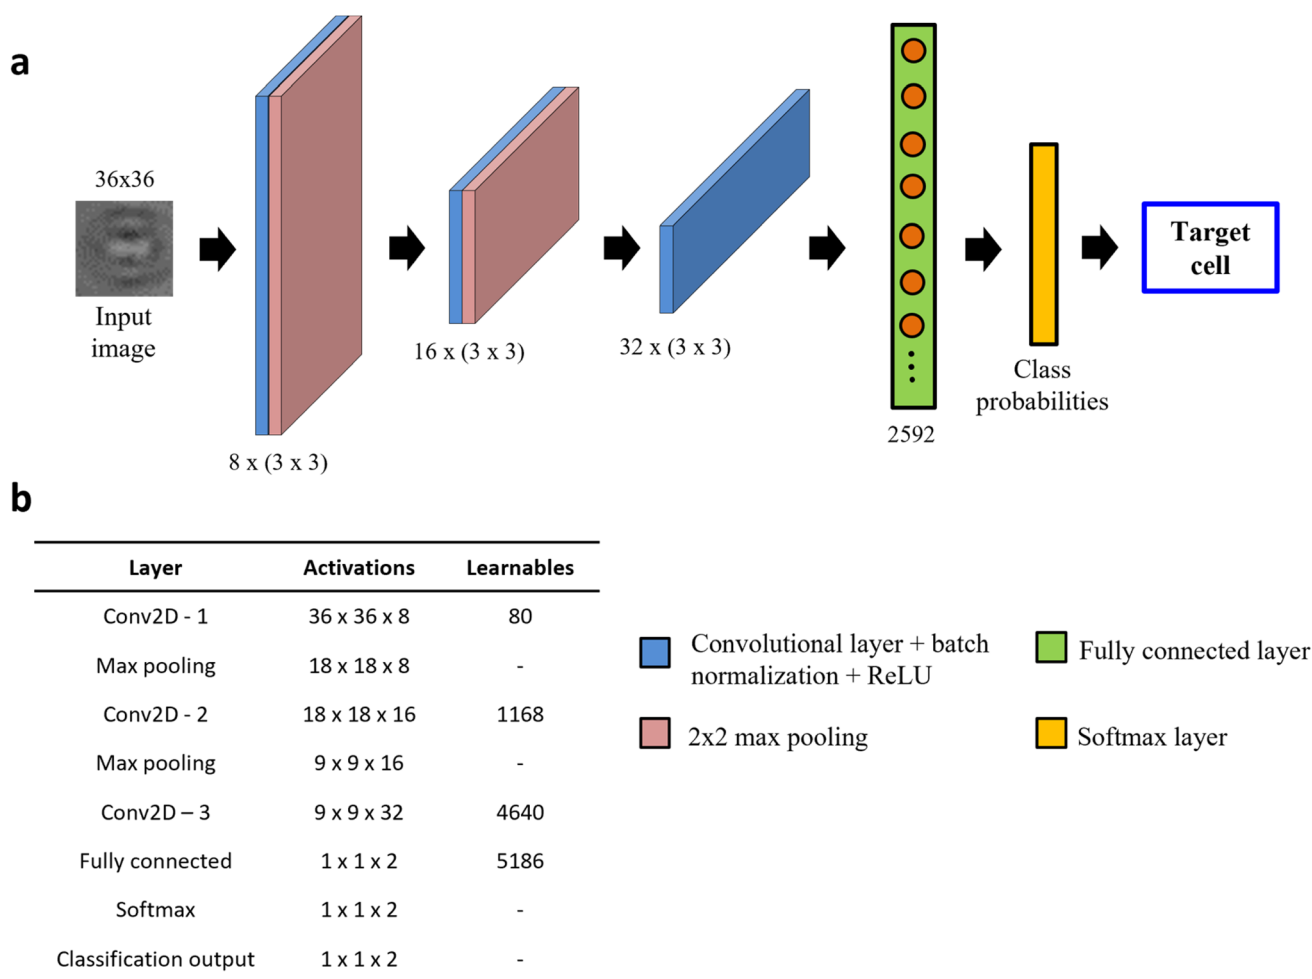 a
36x36
Input
image
8 x (3 x 3)
16 x (3 x 3)
32 x (3 x 3)
2592
Class
probabilities
Target
cell
b
Layer Activations Learnables
Conv2D - 1 36 x 36 x 8 80
Max pooling 18 x 18 x 8 -
Conv2D - 2 18 x 18 x 16 1168
Max pooling 9 x 9 x 16 -
Conv2D – 3 9 x 9 x 32 4640
Fully connected 1 x 1 x 2 5186
Softmax 1 x 1 x 2 -
Classification output 1 x 1 x 2 -
Convolutional layer + batch
normalization + ReLU
2x2 max pooling
Fully connected layer
Softmax layer